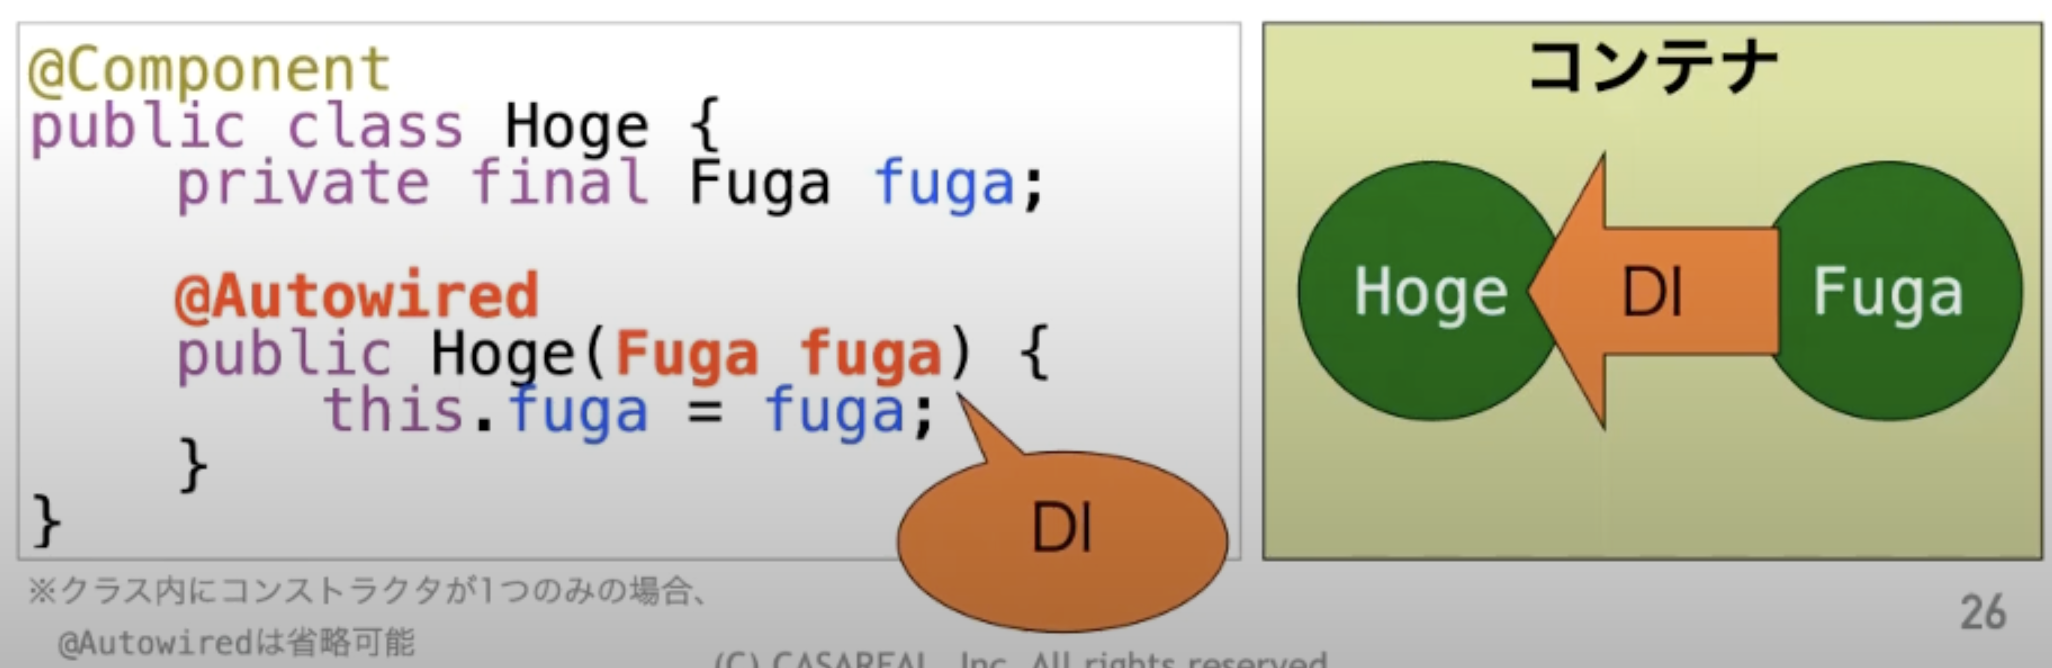 @Component
public class Hoge {
    private final Fuga fuga;
    @Autowired
    public Hoge(Fuga fuga) {
        this.fuga = fuga;
    }
}
DI
コンテナ
Hoge
DI
Fuga
※クラス内にコンストラクタが1つのみの場合、
@Autowiredは省略可能
26
(C) CASAREAL, Inc. All rights reserved.